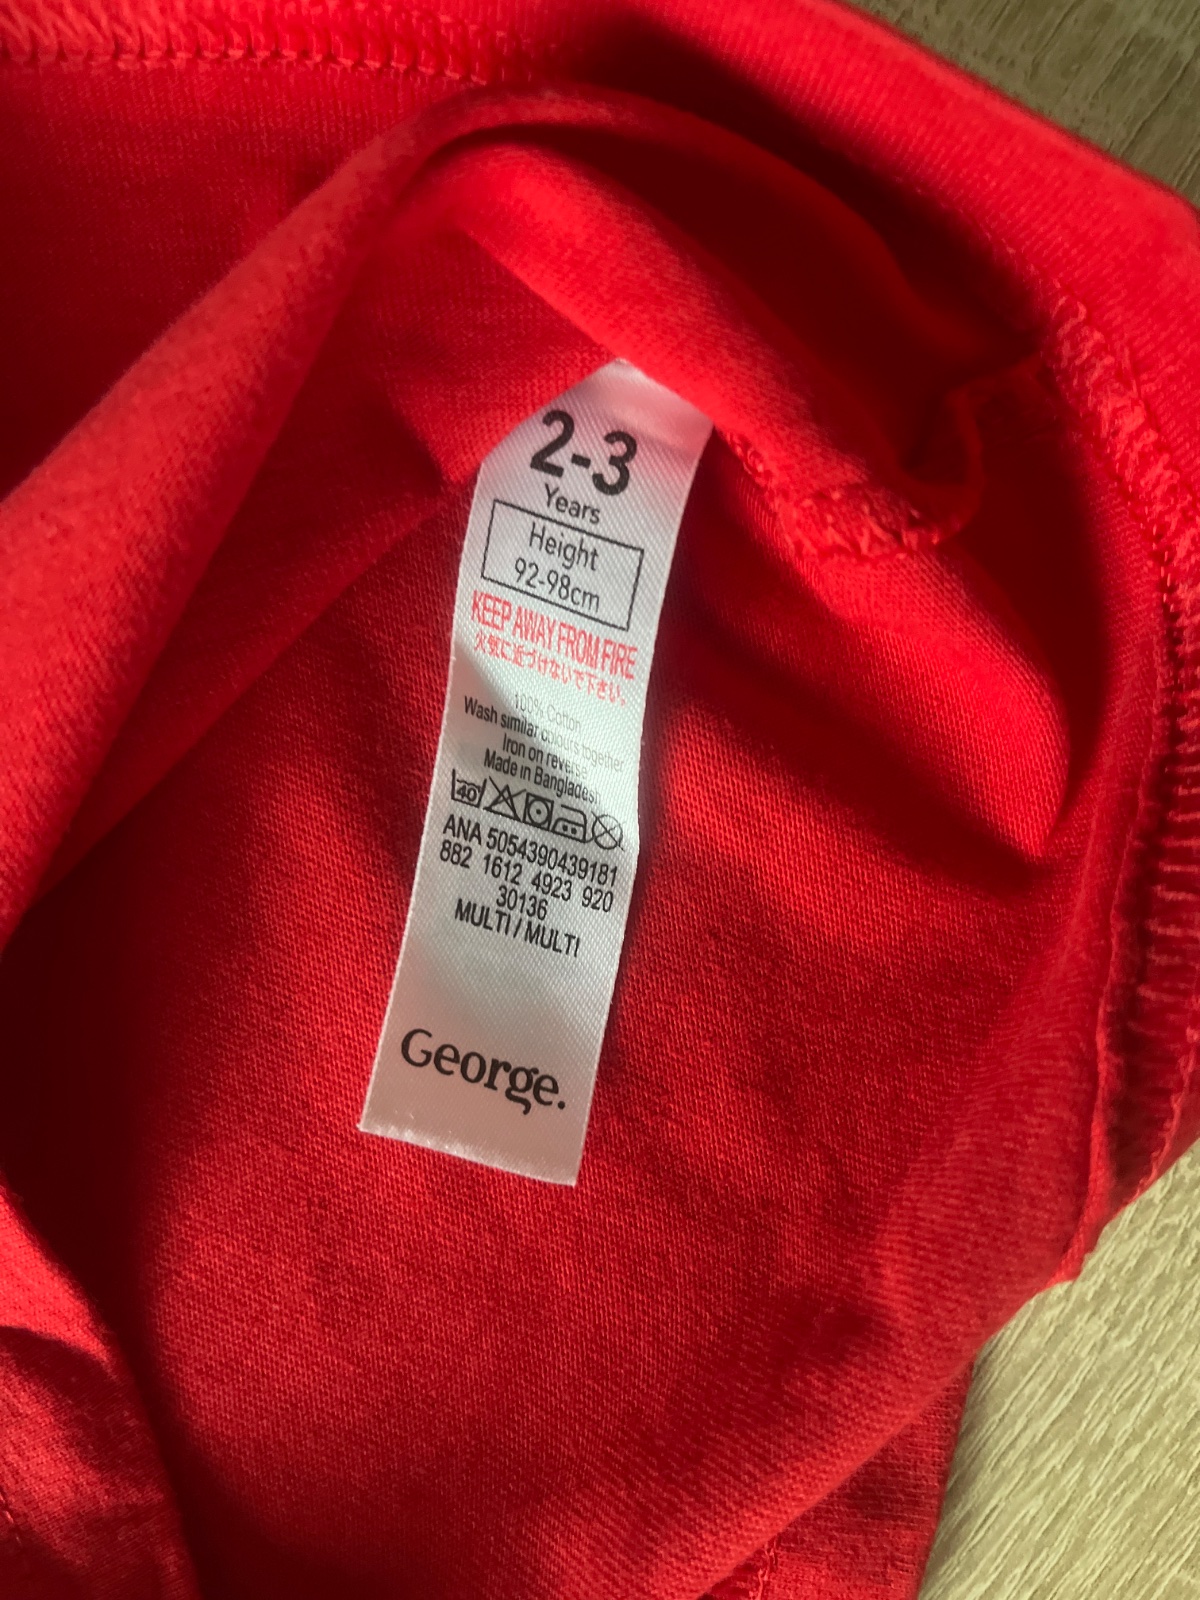 2-3
Years
Height
92-98cm
KEEP AWAY FROM FIRE
火気に近づけないで下さい。
100% Cotton
Wash similar colours together
Iron on reverse
Made in Bangladesh
40
ANA 5054390439181
882 1612 4923 920
30136
MULTI / MULTI
George.